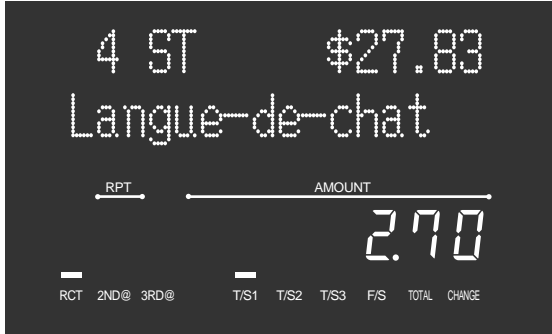 4 ST $27.83
Langue-de-chat
RPT AMOUNT
2.70
RCT 2ND@ 3RD@ T/S1 T/S2 T/S3 F/S TOTAL CHANGE